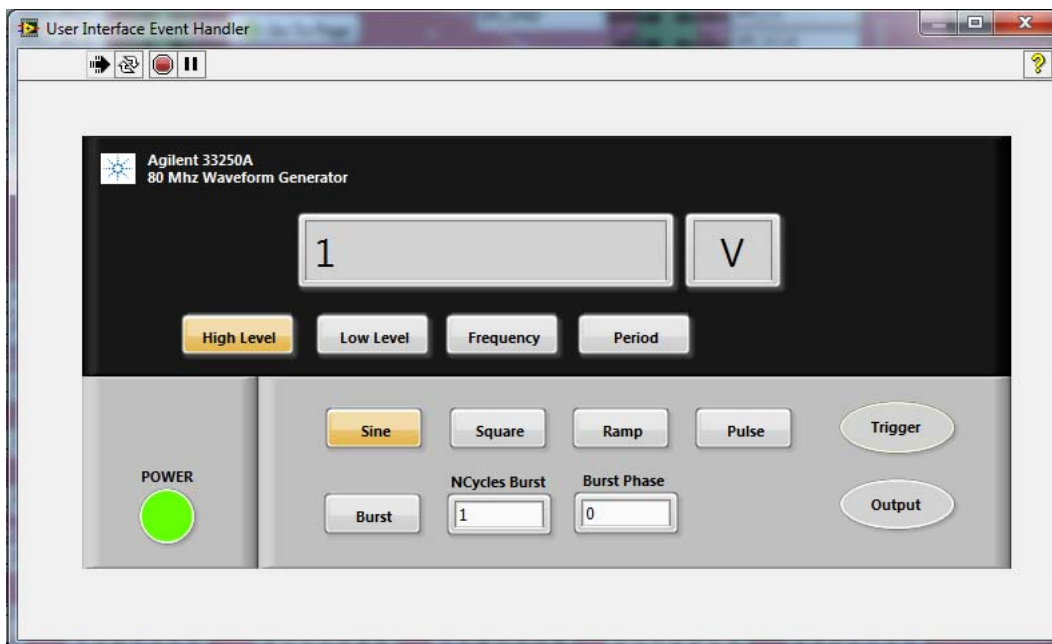 User Interface Event Handler
Agilent 33250A
80 Mhz Waveform Generator
1 V
High Level Low Level Frequency Period
Sine Square Ramp Pulse Trigger
POWER
NCycles Burst Burst Phase
Burst 1 0 Output